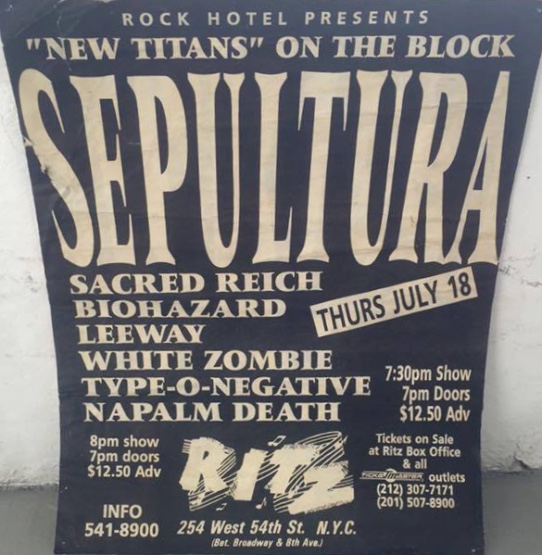 ROCK HOTEL PRESENTS
"NEW TITANS" ON THE BLOCK
SEPULTURA
SACRED REICH
BIOHAZARD
LEEWAY
WHITE ZOMBIE
TYPE-O-NEGATIVE
NAPALM DEATH
THURS JULY 18
7:30pm Show
7pm Doors
$12.50 Adv
8pm show
7pm doors
$12.50 Adv
INFO
541-8900
RITZ
254 West 54th St. N.Y.C.
(Bet. Broadway & 8th Ave.)
Tickets on Sale
at Ritz Box Office
& all
TICKETMASTER outlets
(212) 307-7171
(201) 507-8900